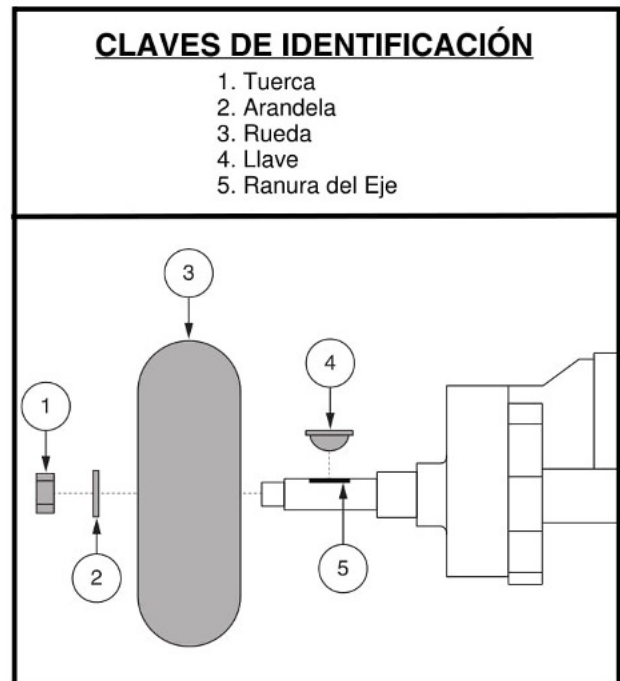 CLAVES DE IDENTIFICACIÓN
1. Tuerca
2. Arandela
3. Rueda
4. Llave
5. Ranura del Eje
3
4
1
2
5